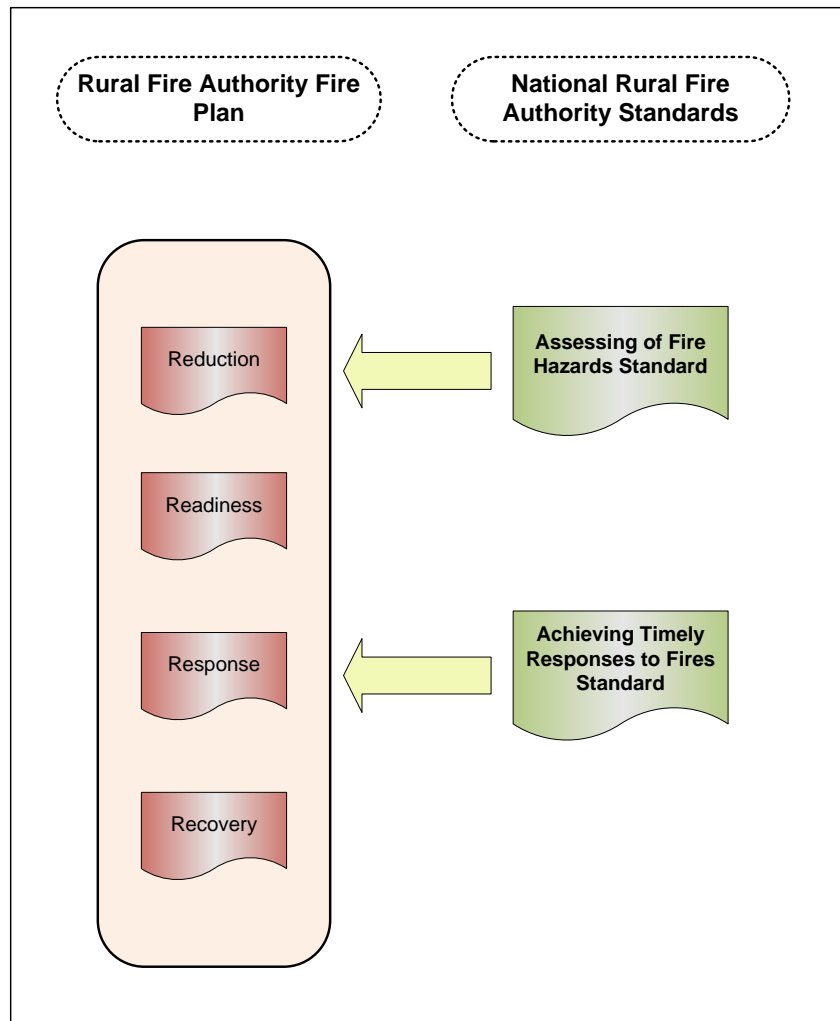 Rural Fire Authority Fire
Plan
National Rural Fire
Authority Standards
Reduction
Assessing of Fire
Hazards Standard
Readiness
Response
Achieving Timely
Responses to Fires
Standard
Recovery